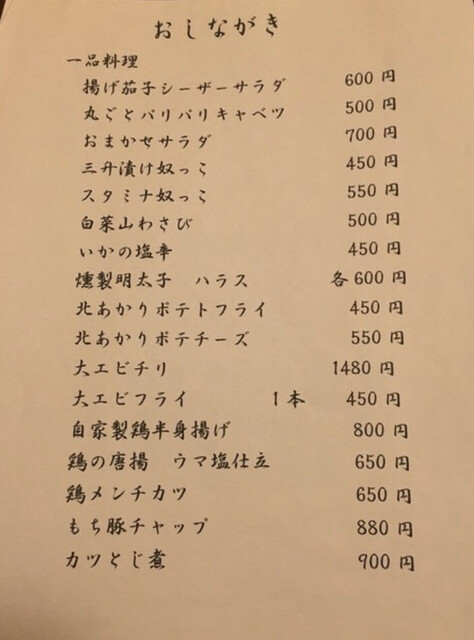 おしながき
一品料理
揚げ茄子シーザーサラダ 600円
丸ごとバリバリキャベツ 500円
おまかせサラダ 700円
三升漬け奴っこ 450円
スタミナ奴っこ 550円
白菜山わさび 500円
いかの塩辛 450円
燻製明太子 ハラス 各600円
北あかりポテトフライ 450円
北あかりポテチーズ 550円
大エビチリ 1480円
大エビフライ 1本 450円
自家製鶏半身揚げ 800円
鶏の唐揚 ウマ塩仕立 650円
鶏メンチカツ 650円
もち豚チャップ 880円
カツとじ煮 900円